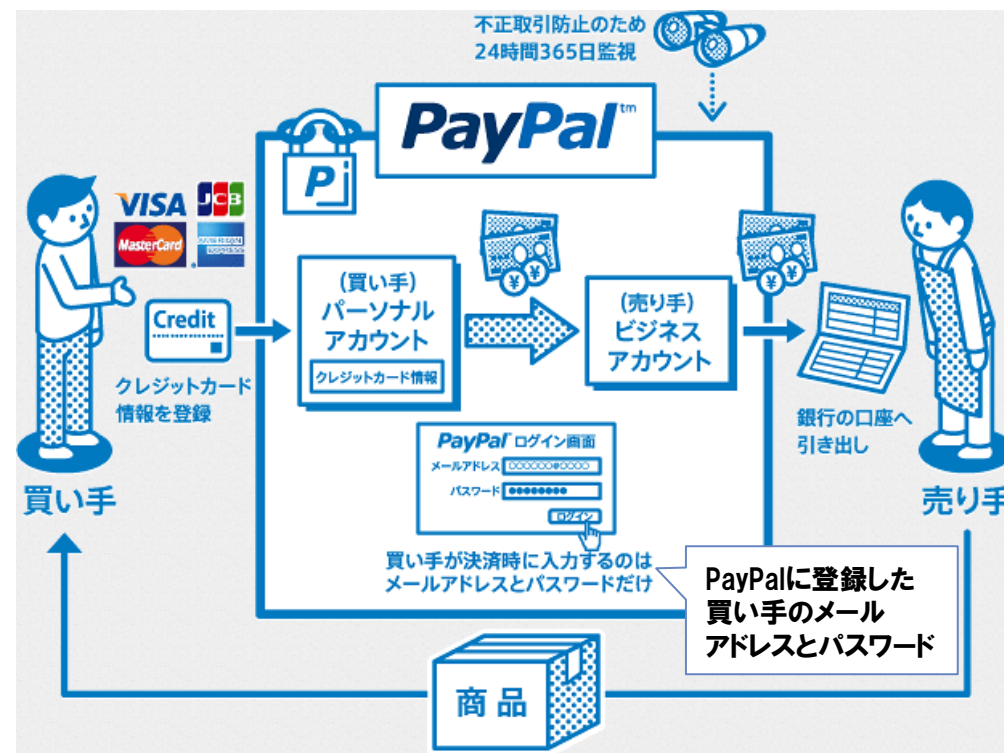 不正取引防止のため
24時間365日監視
PayPal™
P
VISA
JCB
MasterCard
AMERICAN
EXPRESS
Credit
クレジットカード
情報を登録
(買い手)
パーソナル
アカウント
クレジットカード情報
¥ ¥
(売り手)
ビジネス
アカウント
¥ ¥
銀行の口座へ
引き出し
買い手
売り手
PayPal ログイン画面
メールアドレス ○○○○○○@○○○○
パスワード ●●●●●●●●
ログイン
買い手が決済時に入力するのは
メールアドレスとパスワードだけ
PayPalに登録した
買い手のメール
アドレスとパスワード
商品